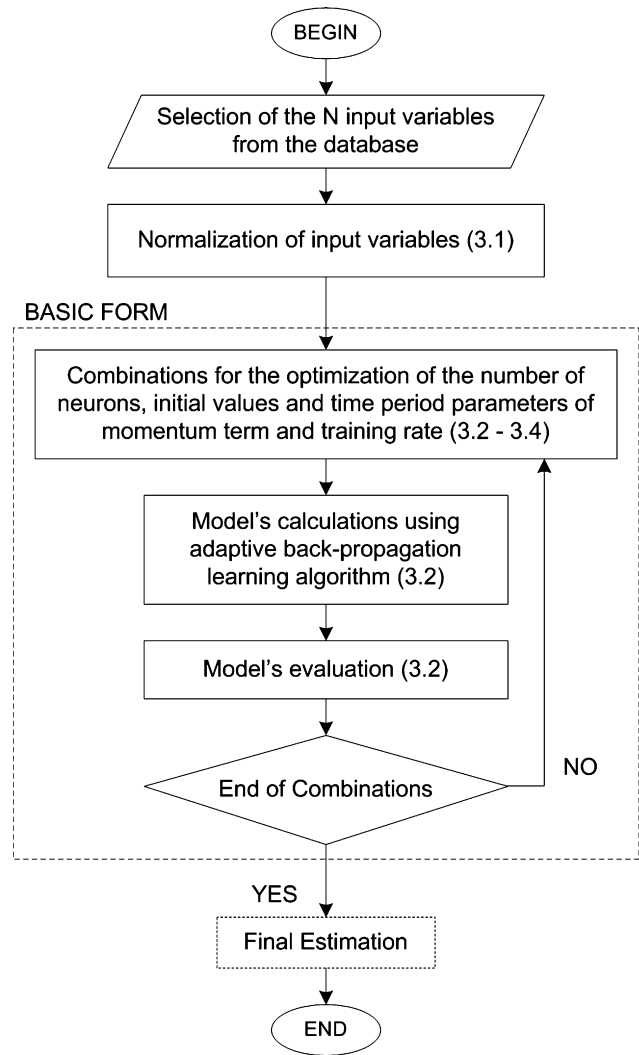 BEGIN
Selection of the N input variables
from the database
Normalization of input variables (3.1)
BASIC FORM
Combinations for the optimization of the number of
neurons, initial values and time period parameters of
momentum term and training rate (3.2 - 3.4)
Model's calculations using
adaptive back-propagation
learning algorithm (3.2)
Model's evaluation (3.2)
End of Combinations
NO
YES
Final Estimation
END